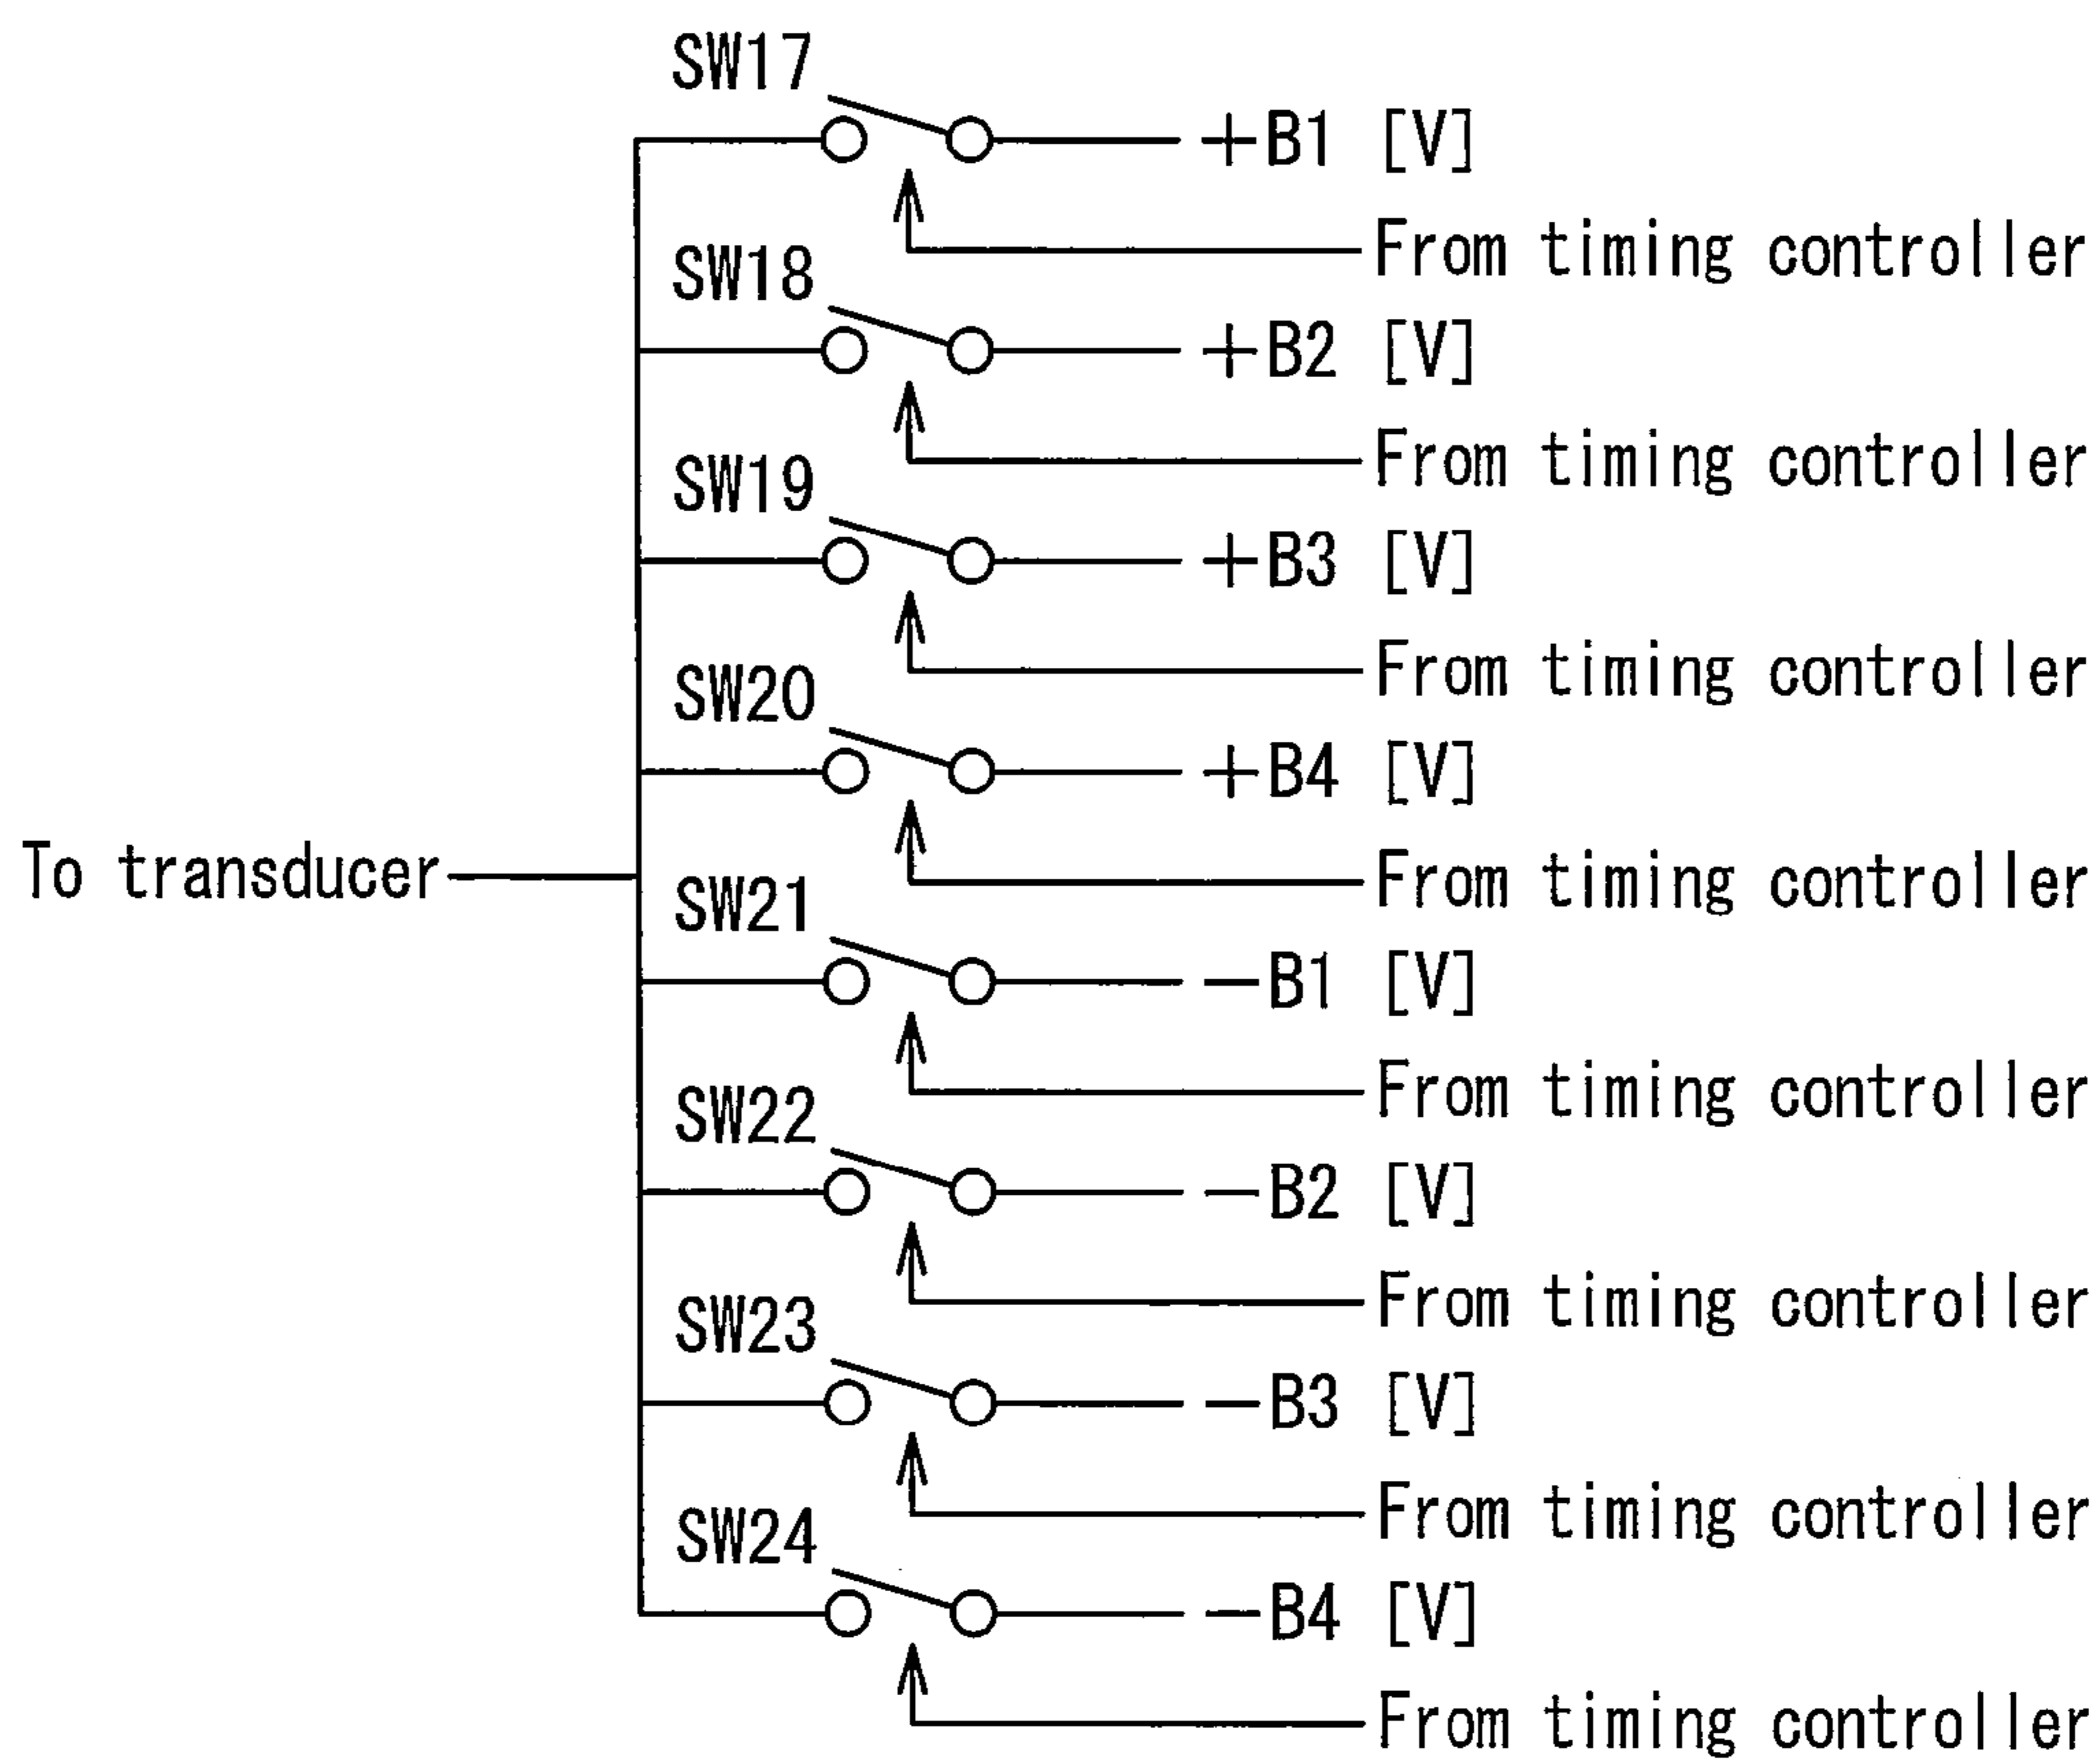 SW17
+B1 [V]
From timing controller
SW18
+B2 [V]
From timing controller
SW19
+B3 [V]
From timing controller
SW20
+B4 [V]
To transducer
From timing controller
SW21
−B1 [V]
From timing controller
SW22
−B2 [V]
From timing controller
SW23
−B3 [V]
From timing controller
SW24
−B4 [V]
From timing controller